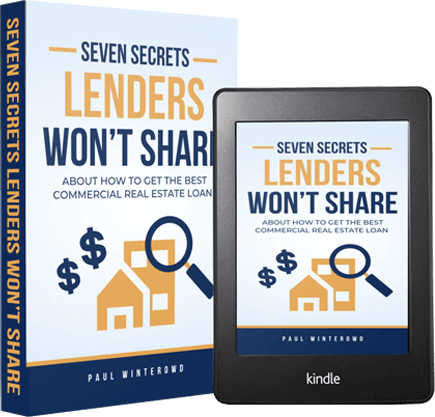 SEVEN SECRETS LENDERS WON'T SHARE
SEVEN SECRETS
LENDERS
WON'T SHARE
ABOUT HOW TO GET THE BEST
COMMERCIAL REAL ESTATE LOAN
$$
PAUL WINTEROWD
SEVEN SECRETS
LENDERS
WON'T SHARE
ABOUT HOW TO GET THE BEST
COMMERCIAL REAL ESTATE LOAN
$$
PAUL WINTEROWD
kindle